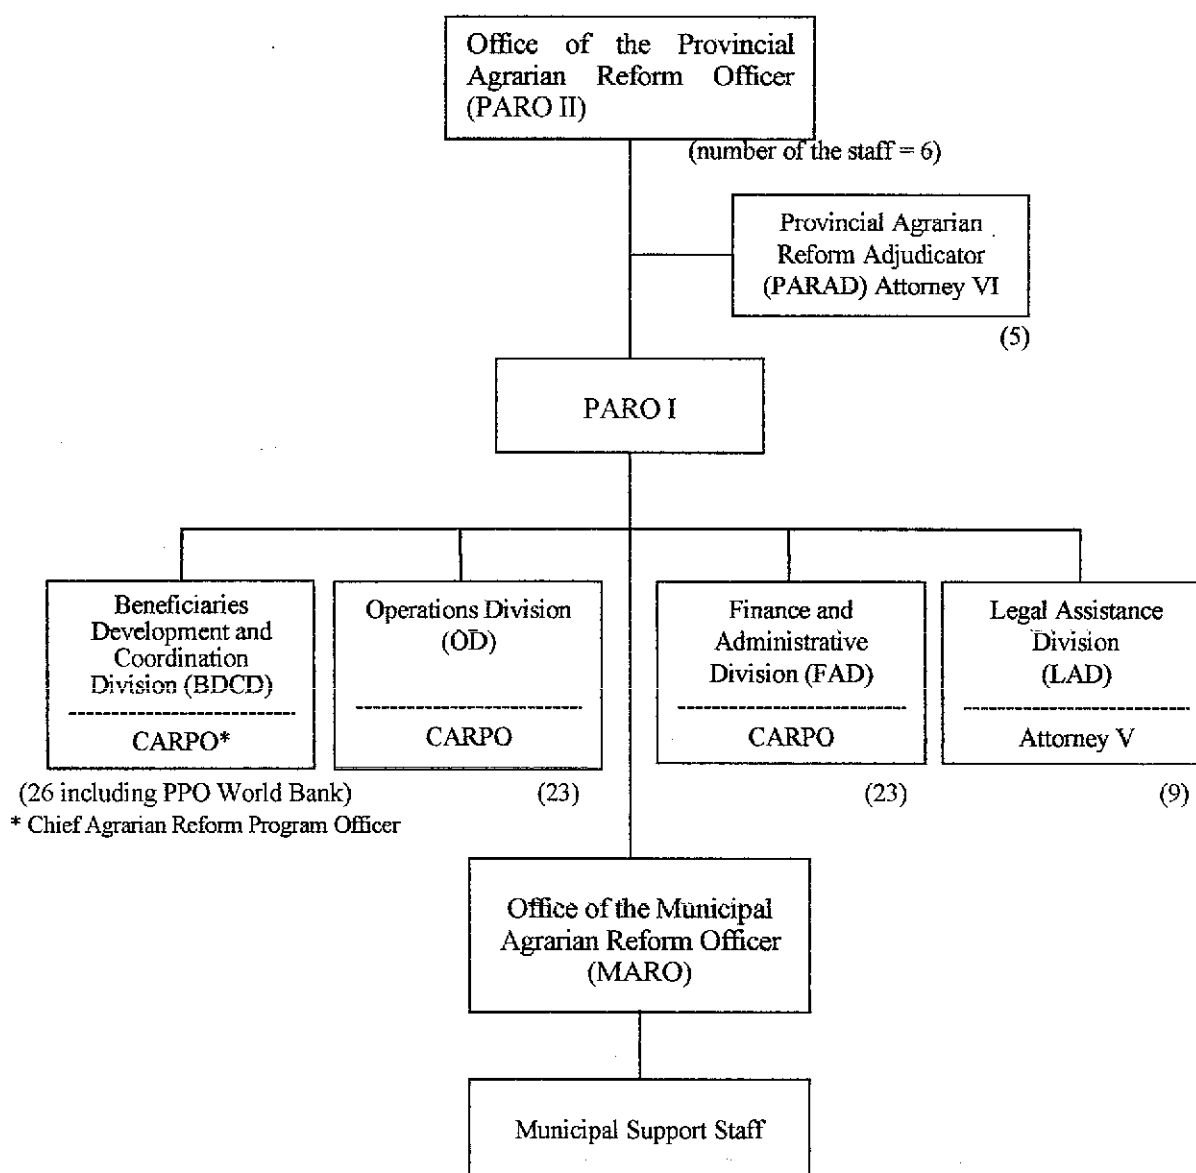 Office of the Provincial
Agrarian Reform Officer
(PARO II)
(number of the staff = 6)
Provincial Agrarian
Reform Adjudicator
(PARAD) Attorney VI
(5)
PARO I
Beneficiaries
Development and
Coordination
Division (BDCD)
CARPO*
(26 including PPO World Bank)
* Chief Agrarian Reform Program Officer
Operations Division
(OD)
CARPO
(23)
Finance and
Administrative
Division (FAD)
CARPO
(23)
Legal Assistance
Division
(LAD)
Attorney V
(9)
Office of the Municipal
Agrarian Reform Officer
(MARO)
Municipal Support Staff